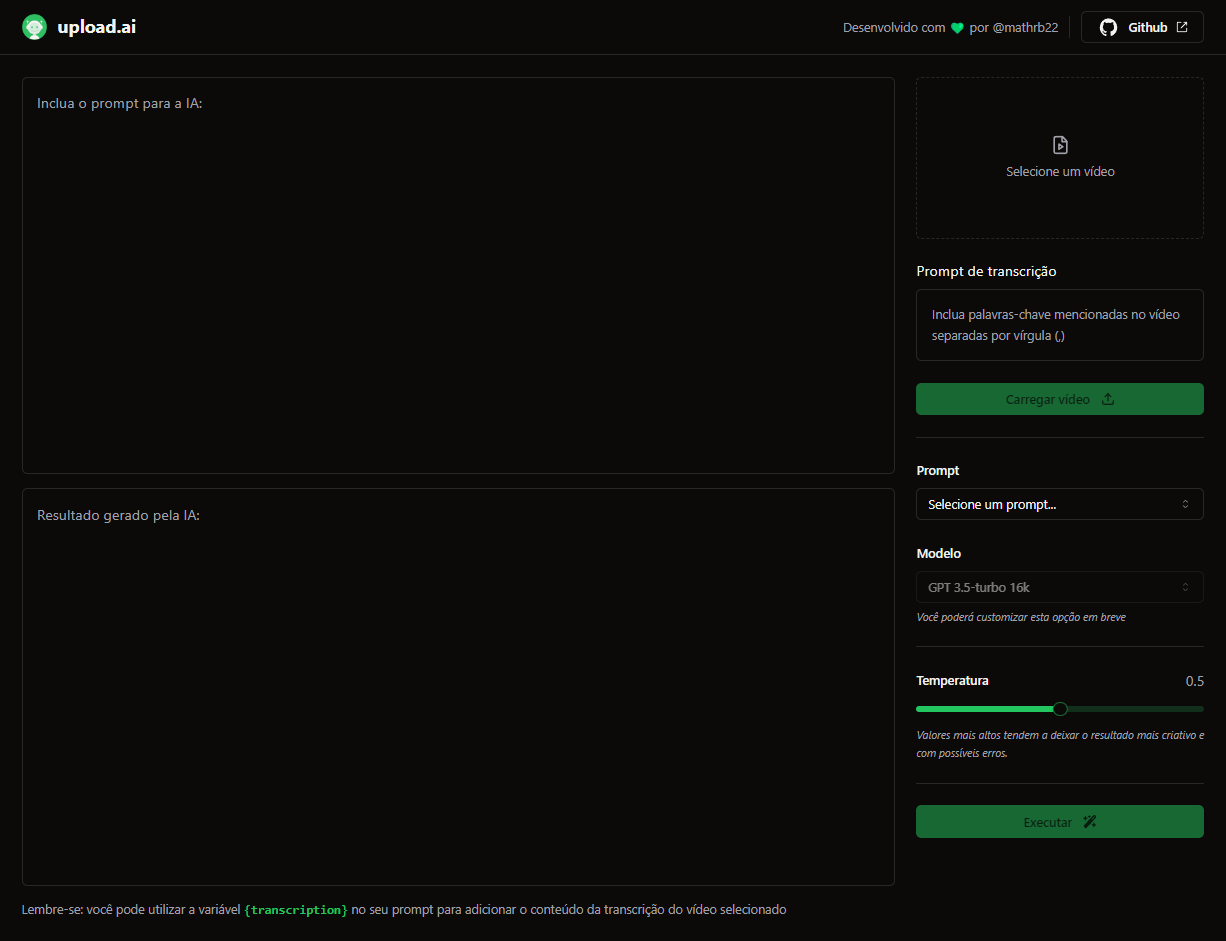 upload.ai
Desenvolvido com 💚 por @mathrb22
Github
Inclua o prompt para a IA:
Resultado gerado pela IA:
Lembre-se: você pode utilizar a variável {transcription} no seu prompt para adicionar o conteúdo da transcrição do vídeo selecionado
Selecione um vídeo
Prompt de transcrição
Inclua palavras-chave mencionadas no vídeo
separadas por vírgula (,)
Carregar vídeo
Prompt
Selecione um prompt...
Modelo
GPT 3.5-turbo 16k
Você poderá customizar esta opção em breve
Temperatura
0.5
Valores mais altos tendem a deixar o resultado mais criativo e
com possíveis erros.
Executar